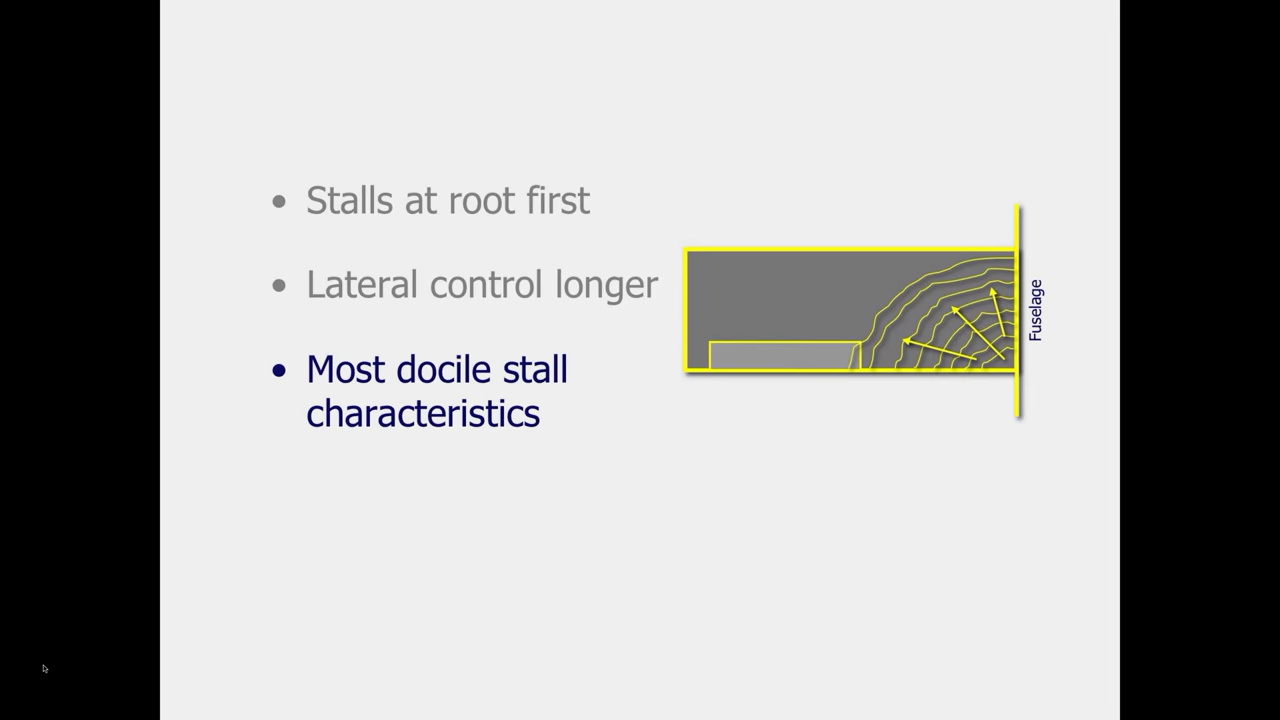 • Stalls at root first
• Lateral control longer
• Most docile stall
characteristics
Fuselage